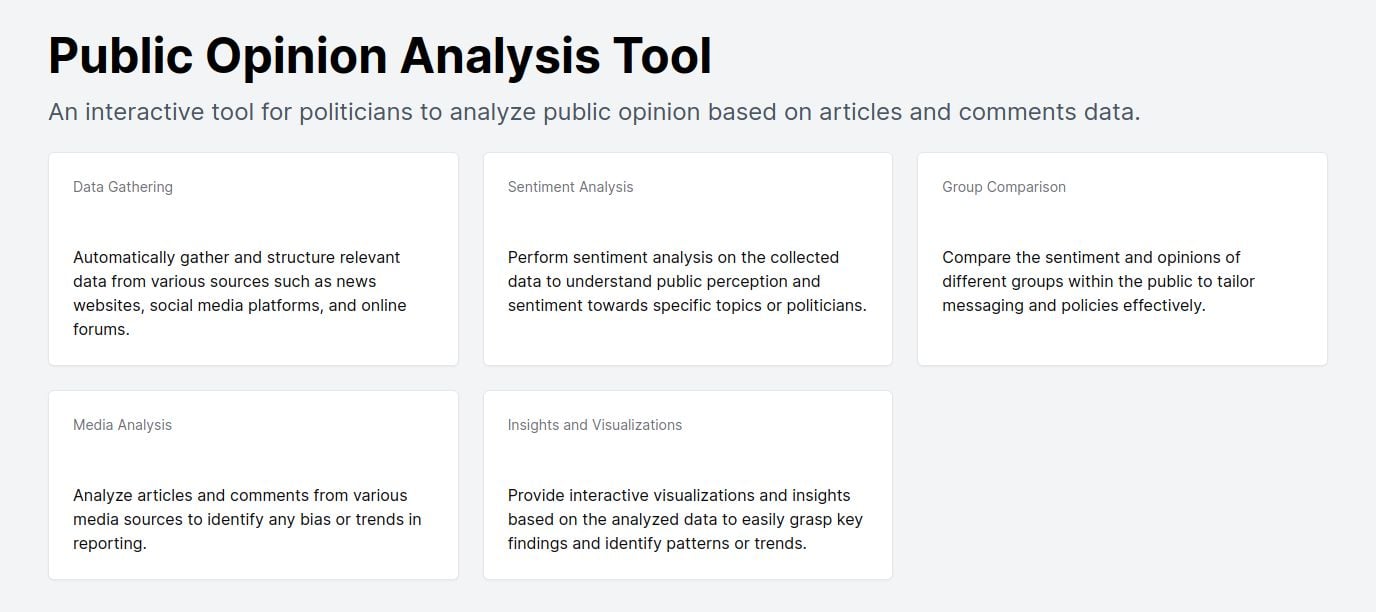 Public Opinion Analysis Tool
An interactive tool for politicians to analyze public opinion based on articles and comments data.
Data Gathering
Automatically gather and structure relevant
data from various sources such as news
websites, social media platforms, and online
forums.
Sentiment Analysis
Perform sentiment analysis on the collected
data to understand public perception and
sentiment towards specific topics or politicians.
Group Comparison
Compare the sentiment and opinions of
different groups within the public to tailor
messaging and policies effectively.
Media Analysis
Analyze articles and comments from various
media sources to identify any bias or trends in
reporting.
Insights and Visualizations
Provide interactive visualizations and insights
based on the analyzed data to easily grasp key
findings and identify patterns or trends.